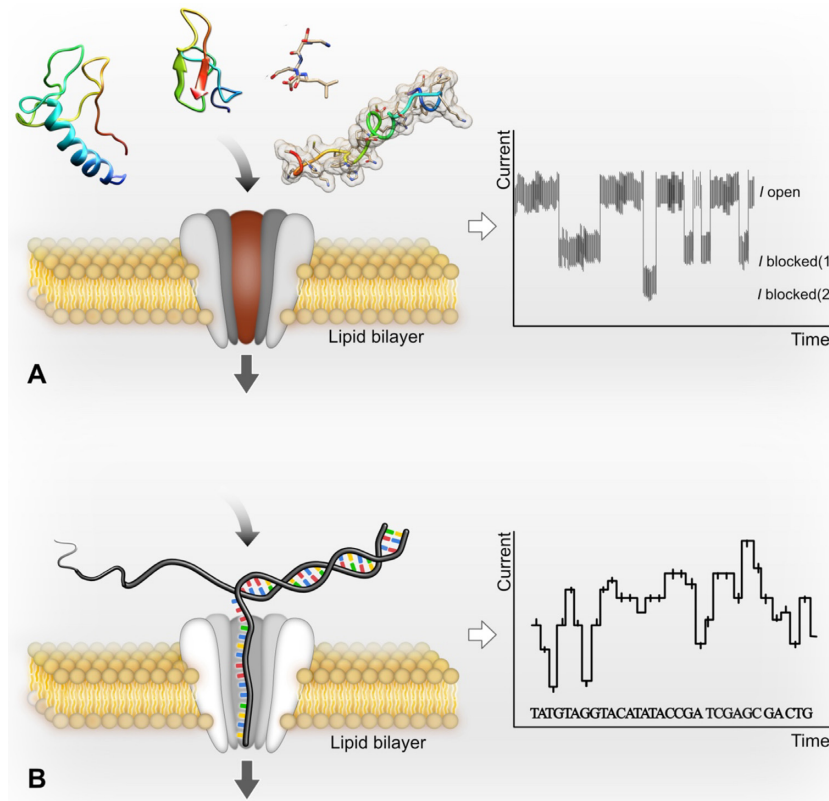 Current
I open
I blocked(1
I blocked(2
Time
Lipid bilayer
A
Current
TATGTAGGTACATATACCGA TCGAGC GA CTG
Time
Lipid bilayer
B